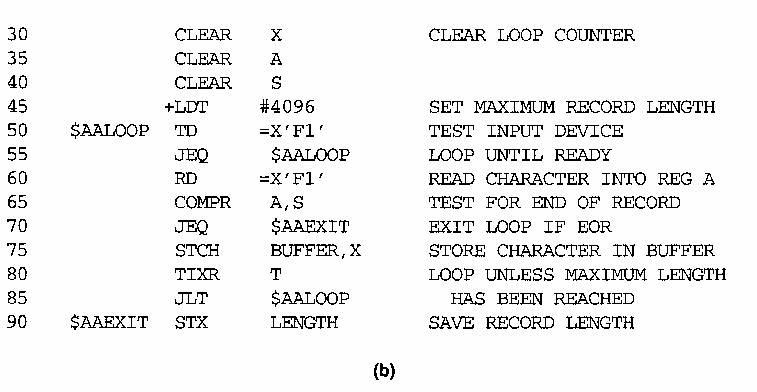 30 CLEAR X CLEAR LOOP COUNTER
35 CLEAR A
40 CLEAR S
45 +LDT #4096 SET MAXIMUM RECORD LENGTH
50 $AALOOP TD =X'F1' TEST INPUT DEVICE
55 JEQ $AALOOP LOOP UNTIL READY
60 RD =X'F1' READ CHARACTER INTO REG A
65 COMPR A,S TEST FOR END OF RECORD
70 JEQ $AAEXIT EXIT LOOP IF EOR
75 STCH BUFFER,X STORE CHARACTER IN BUFFER
80 TIXR T LOOP UNLESS MAXIMUM LENGTH
85 JLT $AALOOP HAS BEEN REACHED
90 $AAEXIT STX LENGTH SAVE RECORD LENGTH
(b)